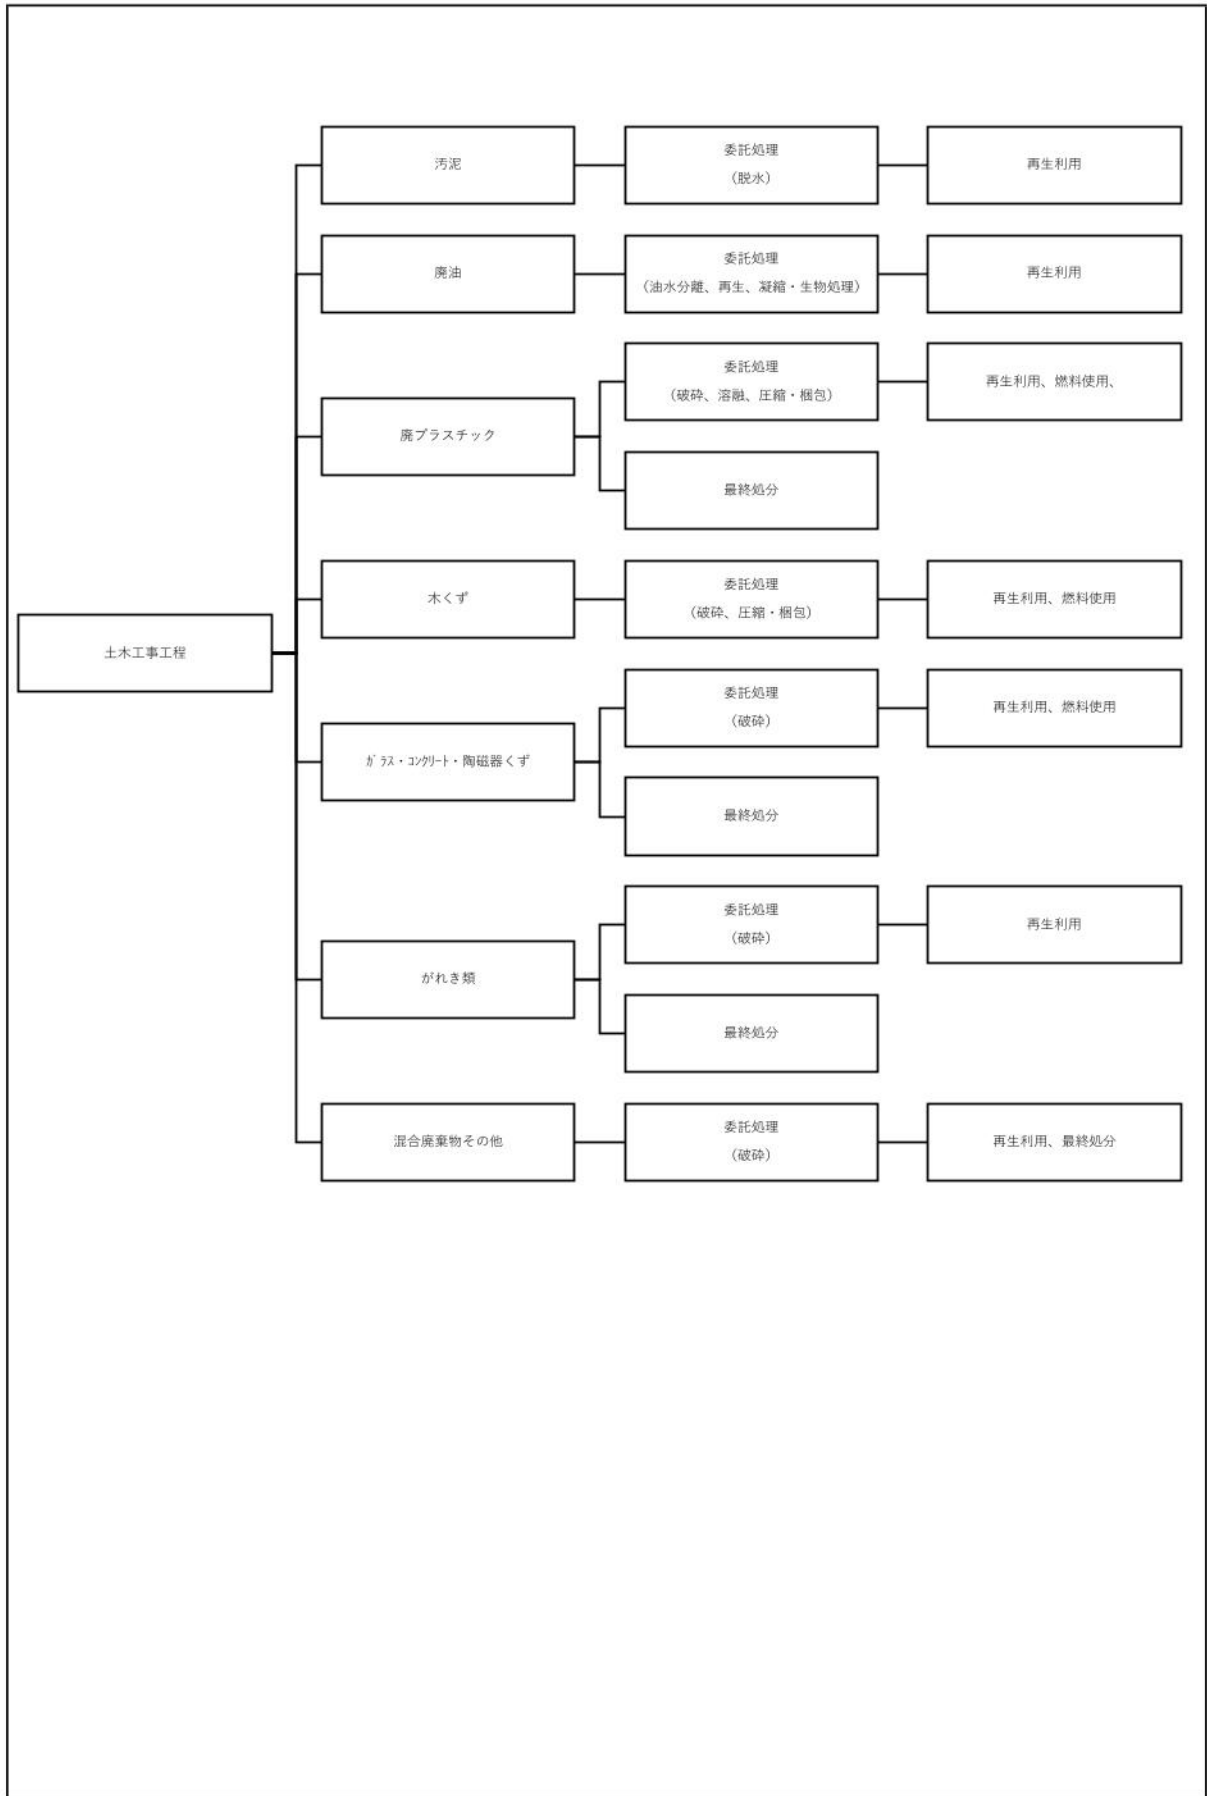 汚泥
委託処理
（脱水）
再生利用
廃油
委託処理
（油水分離、再生、凝縮・生物処理）
再生利用
廃プラスチック
委託処理
（破砕、溶融、圧縮・梱包）
再生利用、燃料使用、
最終処分
木くず
委託処理
（破砕、圧縮・梱包）
再生利用、燃料使用
土木工事工程
ｶﾞﾗｽ・ｺﾝｸﾘｰﾄ・陶磁器くず
委託処理
（破砕）
再生利用、燃料使用
最終処分
がれき類
委託処理
（破砕）
再生利用
最終処分
混合廃棄物その他
委託処理
（破砕）
再生利用、最終処分